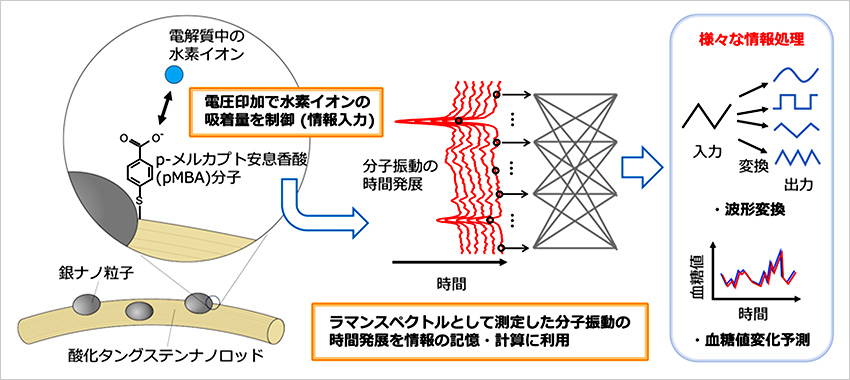 電解質中の
水素イオン
電圧印加で水素イオンの
吸着量を制御 (情報入力)
O
O⁻
p-メルカプト安息香酸
(pMBA)分子
S
銀ナノ粒子
酸化タングステンナノロッド
分子振動の
時間発展
時間
ラマンスペクトルとして測定した分子振動の
時間発展を情報の記憶・計算に利用
様々な情報処理
入力
変換
出力
・波形変換
血糖値
時間
・血糖値変化予測